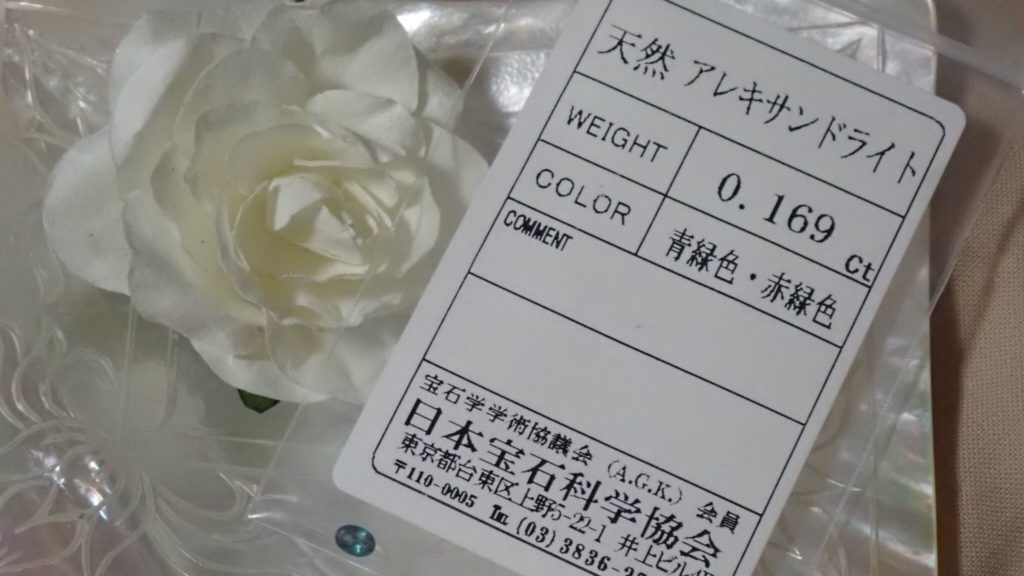 天然 アレキサンドライト
WEIGHT 0.169 ct
COLOR 青緑色・赤緑色
COMMENT
宝石学学術協議会 (A.G.K.) 会員
日本宝石科学協会
東京都台東区上野5-22-1 井上ビル
〒110-0005 ℡ (03) 3836-